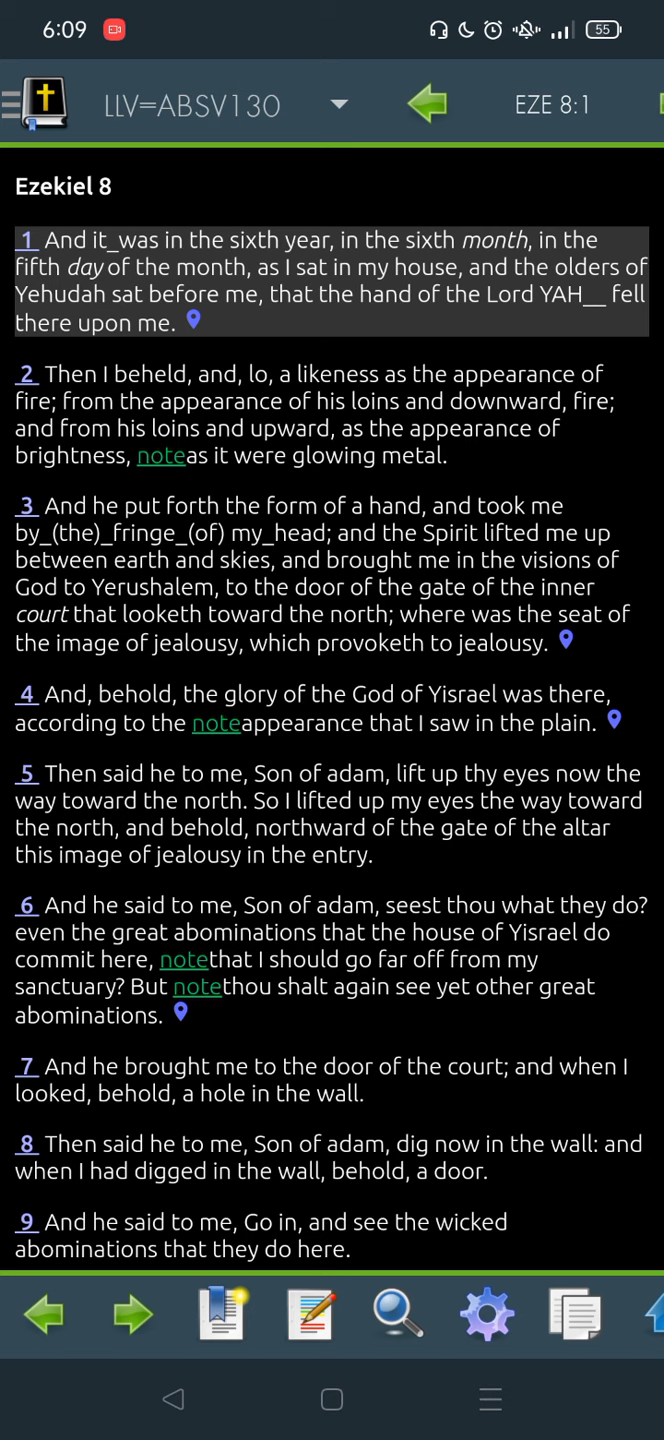 6:09
55
LLV=ABSV130
EZE 8:1
Ezekiel 8
1 And it_was in the sixth year, in the sixth month, in the
fifth day of the month, as I sat in my house, and the olders of
Yehudah sat before me, that the hand of the Lord YAH__ fell
there upon me.
2 Then I beheld, and, lo, a likeness as the appearance of
fire; from the appearance of his loins and downward, fire;
and from his loins and upward, as the appearance of
brightness, noteas it were glowing metal.
3 And he put forth the form of a hand, and took me
by_(the)_fringe_(of) my_head; and the Spirit lifted me up
between earth and skies, and brought me in the visions of
God to Yerushalem, to the door of the gate of the inner
court that looketh toward the north; where was the seat of
the image of jealousy, which provoketh to jealousy.
4 And, behold, the glory of the God of Yisrael was there,
according to the noteappearance that I saw in the plain.
5 Then said he to me, Son of adam, lift up thy eyes now the
way toward the north. So I lifted up my eyes the way toward
the north, and behold, northward of the gate of the altar
this image of jealousy in the entry.
6 And he said to me, Son of adam, seest thou what they do?
even the great abominations that the house of Yisrael do
commit here, notethat I should go far off from my
sanctuary? But notethou shalt again see yet other great
abominations.
7 And he brought me to the door of the court; and when I
looked, behold, a hole in the wall.
8 Then said he to me, Son of adam, dig now in the wall: and
when I had digged in the wall, behold, a door.
9 And he said to me, Go in, and see the wicked
abominations that they do here.